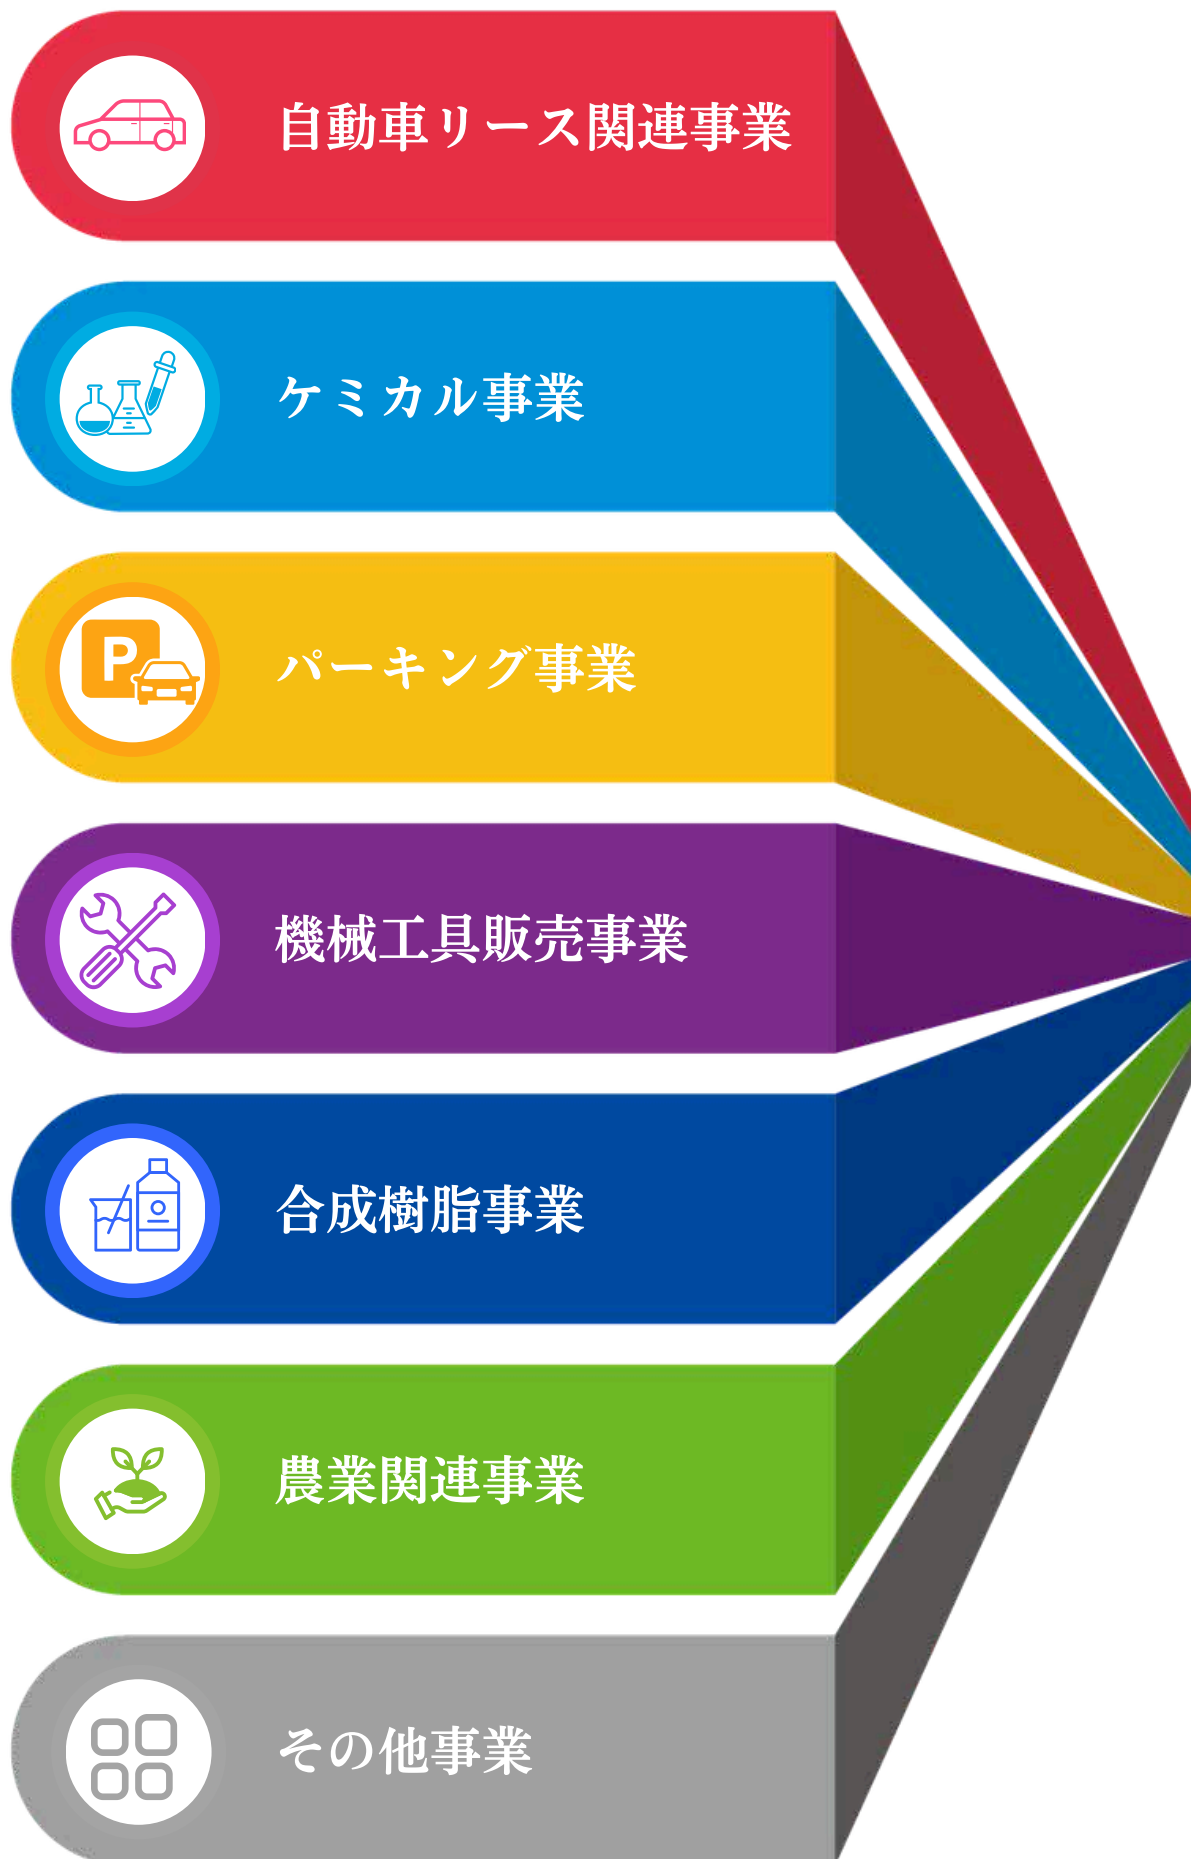 自動車リース関連事業
ケミカル事業
P
パーキング事業
機械工具販売事業
合成樹脂事業
農業関連事業
その他事業